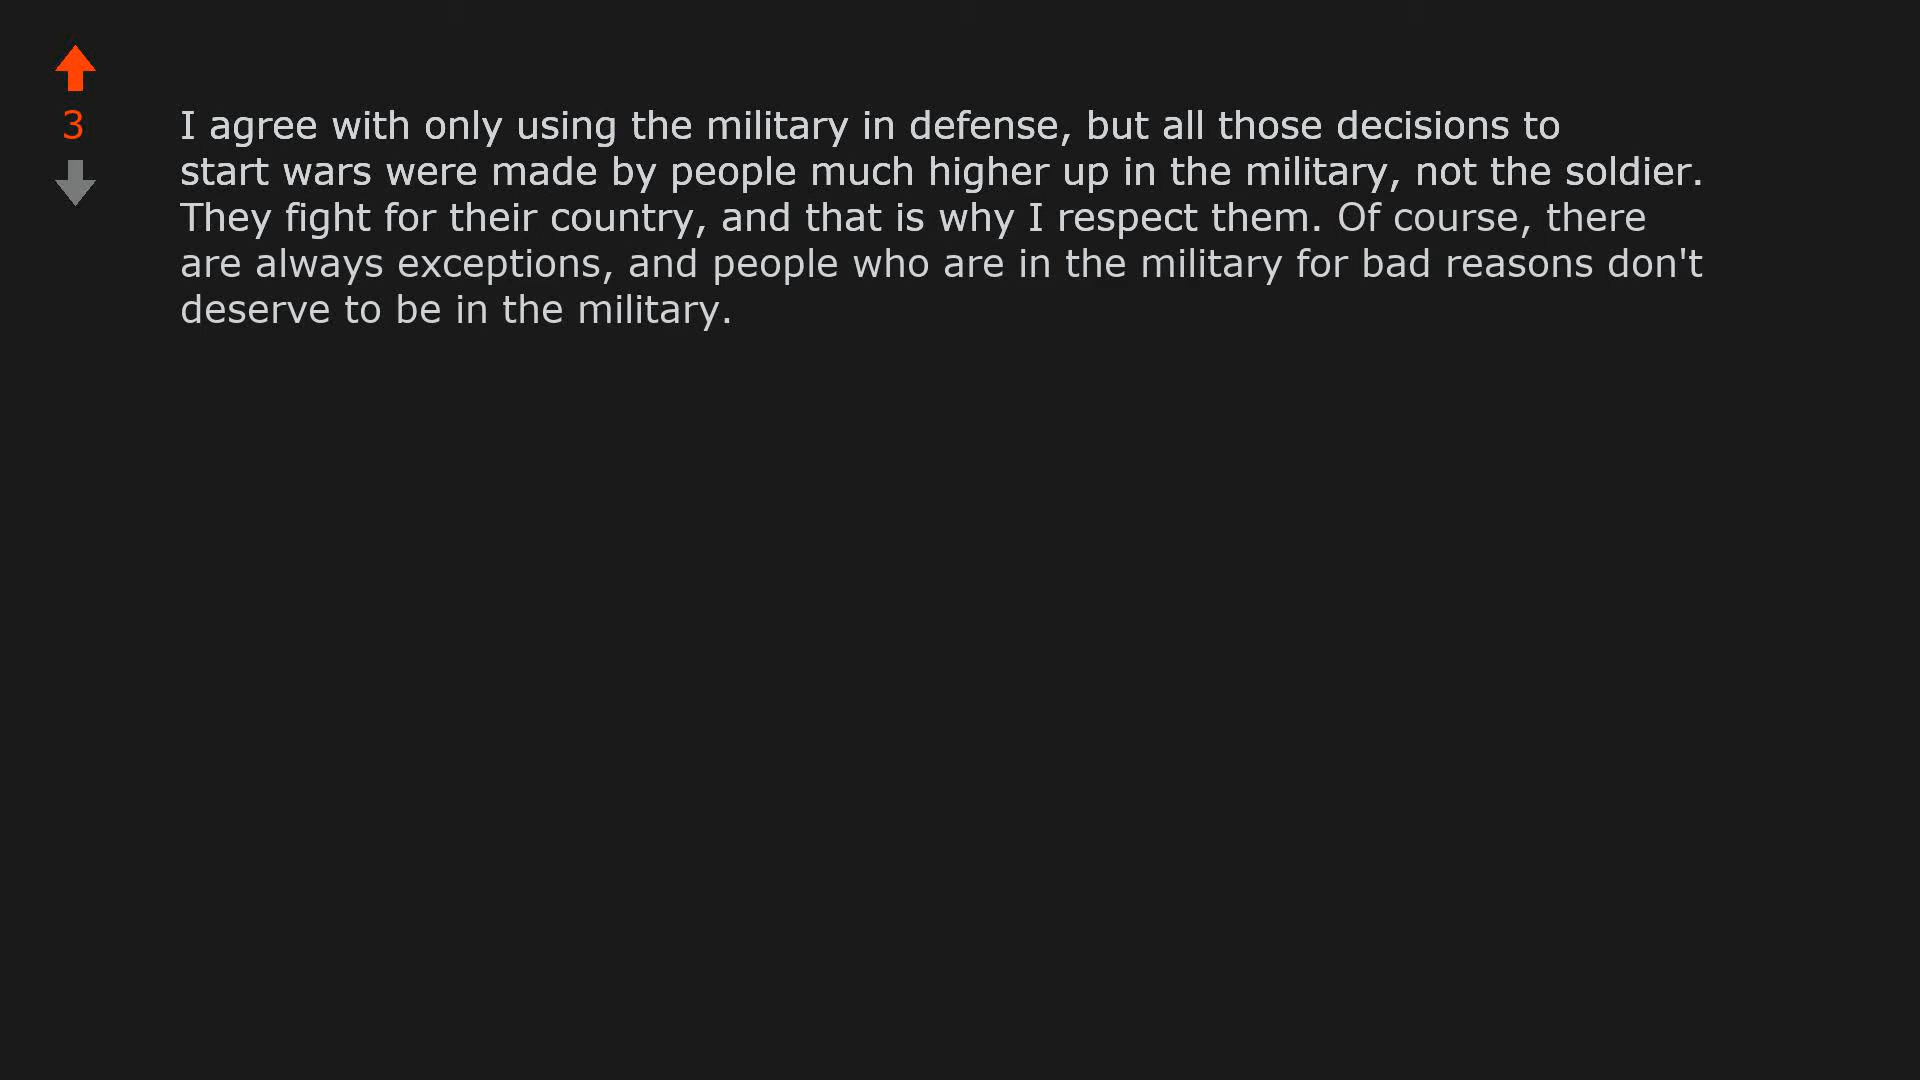 3
I agree with only using the military in defense, but all those decisions to
start wars were made by people much higher up in the military, not the soldier.
They fight for their country, and that is why I respect them. Of course, there
are always exceptions, and people who are in the military for bad reasons don't
deserve to be in the military.